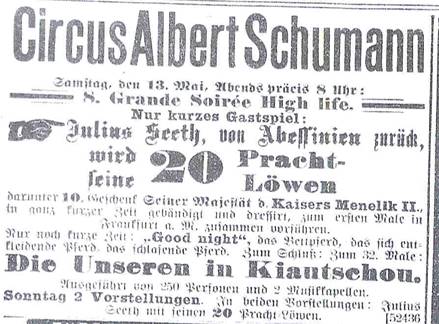 Circus Albert Schumann
Samstag, den 13. Mai, Abends präcis 8 Uhr:
8. Grande Soirée High life.
Nur kurzes Gastspiel:
Julius Seeth, von Abessinien zurück,
wird seine 20 Pracht-Löwen
darunter 10, Geschenk Seiner Majestät d. Kaisers Menelik II.,
in ganz kurzer Zeit gebändigt und dressirt, zum ersten Male in
Frankfurt a. M. zusammen vorführen.
Nur noch kurze Zeit: „Good night“, das Bettpferd, das sich ent-
kleidende Pferd, das schlafende Pferd. Zum Schluß: Zum 32. Male:
Die Unseren in Kiautschou.
Ausgeführt von 250 Personen und 2 Musikkapellen.
Sonntag 2 Vorstellungen. In beiden Vorstellungen: Julius
Seeth mit seinen 20 Pracht-Löwen. [52436